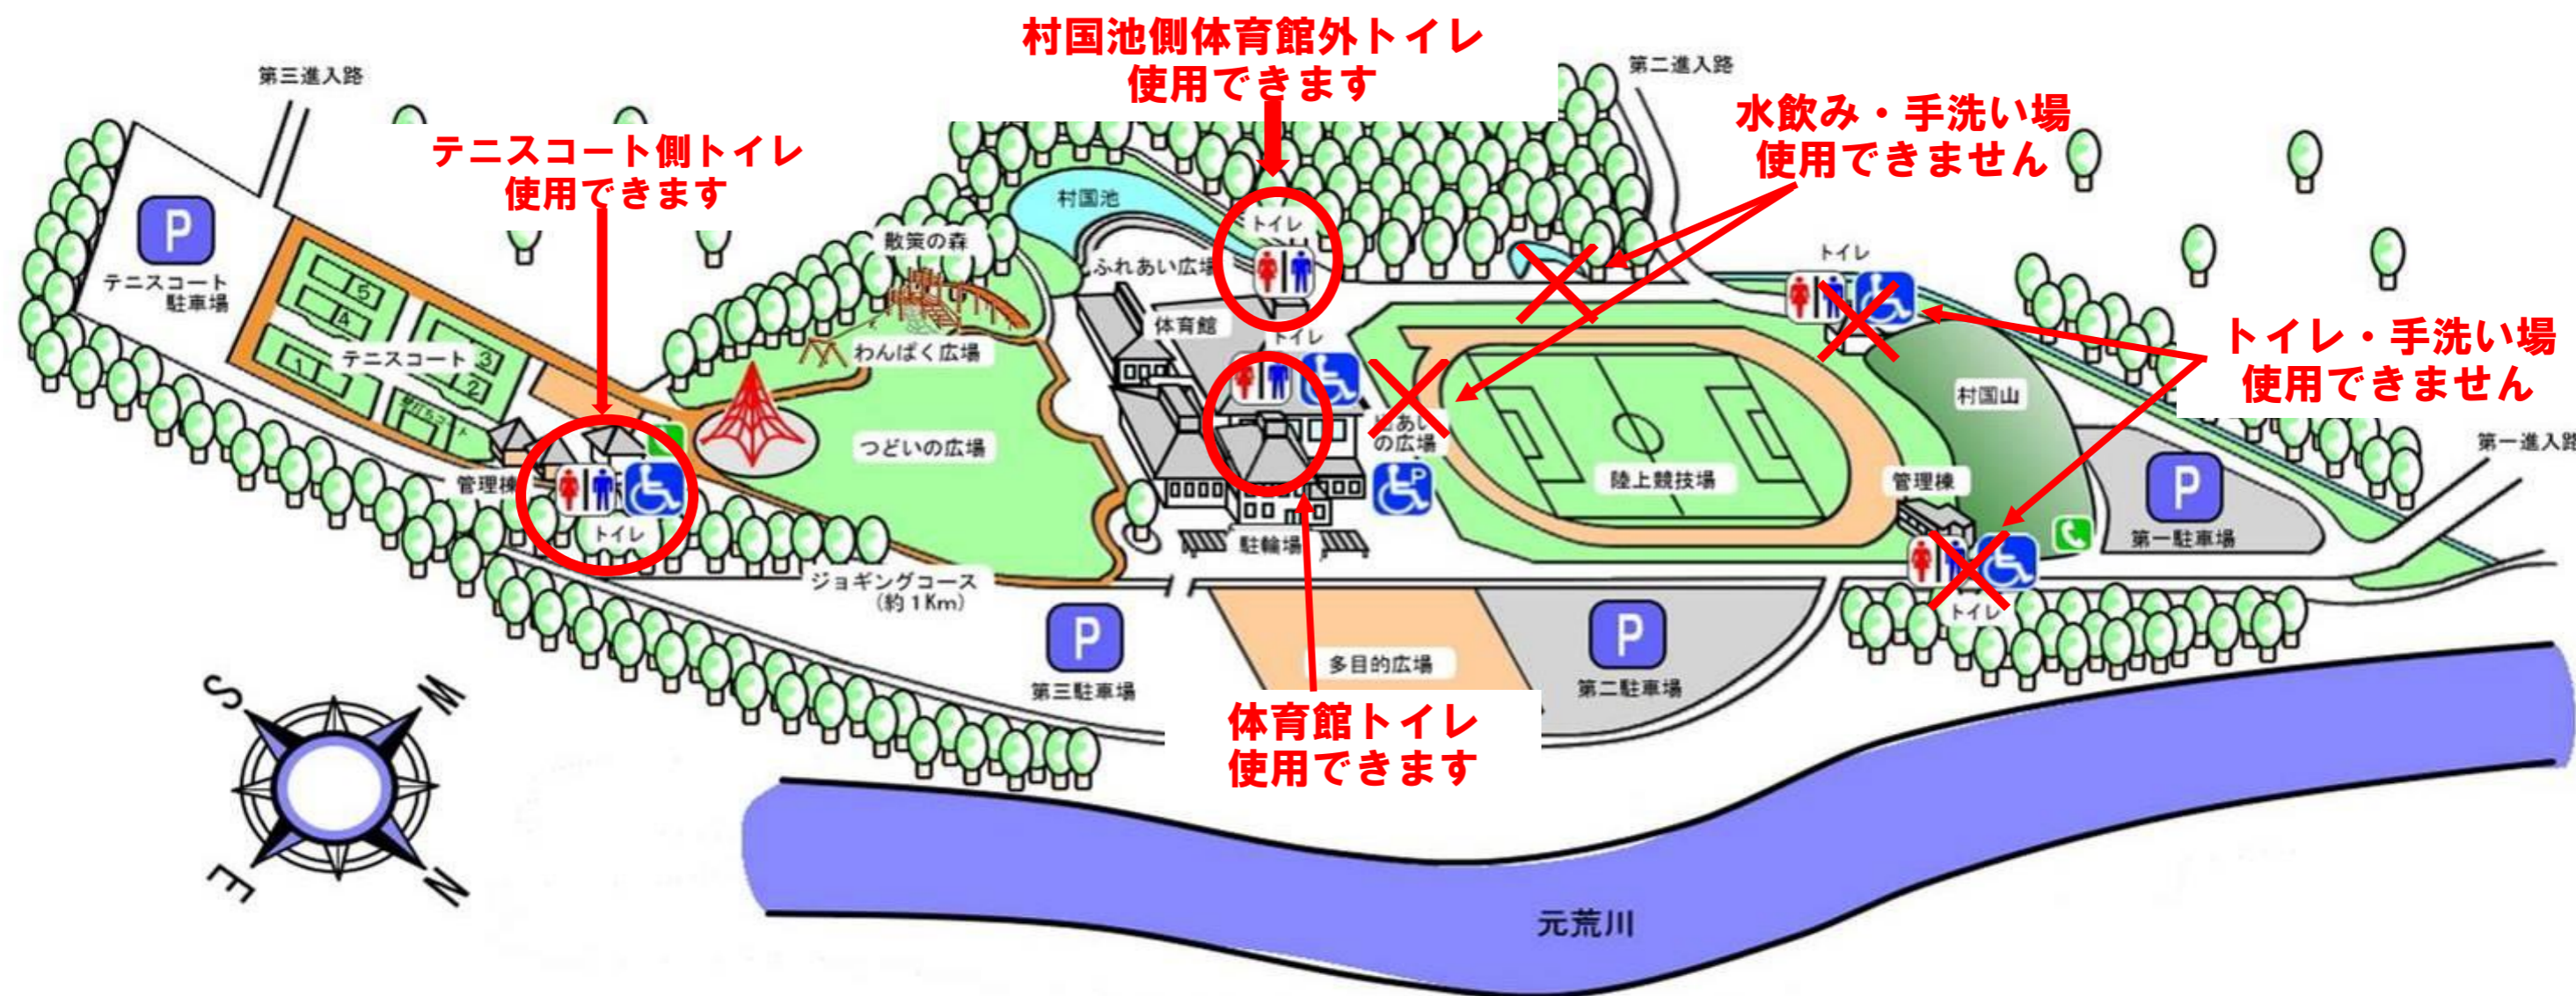 村国池側体育館外トイレ
使用できます
第三進入路
第二進入路
水飲み・手洗い場
使用できません
テニスコート側トイレ
使用できます
村国池
トイレ
散策の森
ふれあい広場
トイレ
P
テニスコート
駐車場
トイレ・手洗い場
使用できません
体育館
トイレ
わんぱく広場
5
4
3
2
1
テニスコート
村国山
つどいの広場
の広場
P
第一進入路
陸上競技場
管理棟
P
第一駐車場
管理棟
トイレ
駐輪場
トイレ
ジョギングコース
(約1Km)
P
第三駐車場
多目的広場
P
第二駐車場
体育館トイレ
使用できます
S
W
E
N
元荒川